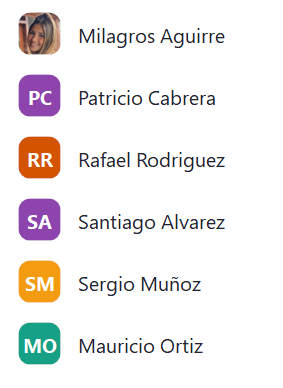 Milagros Aguirre
PC Patricio Cabrera
RR Rafael Rodriguez
SA Santiago Alvarez
SM Sergio Muñoz
MO Mauricio Ortiz